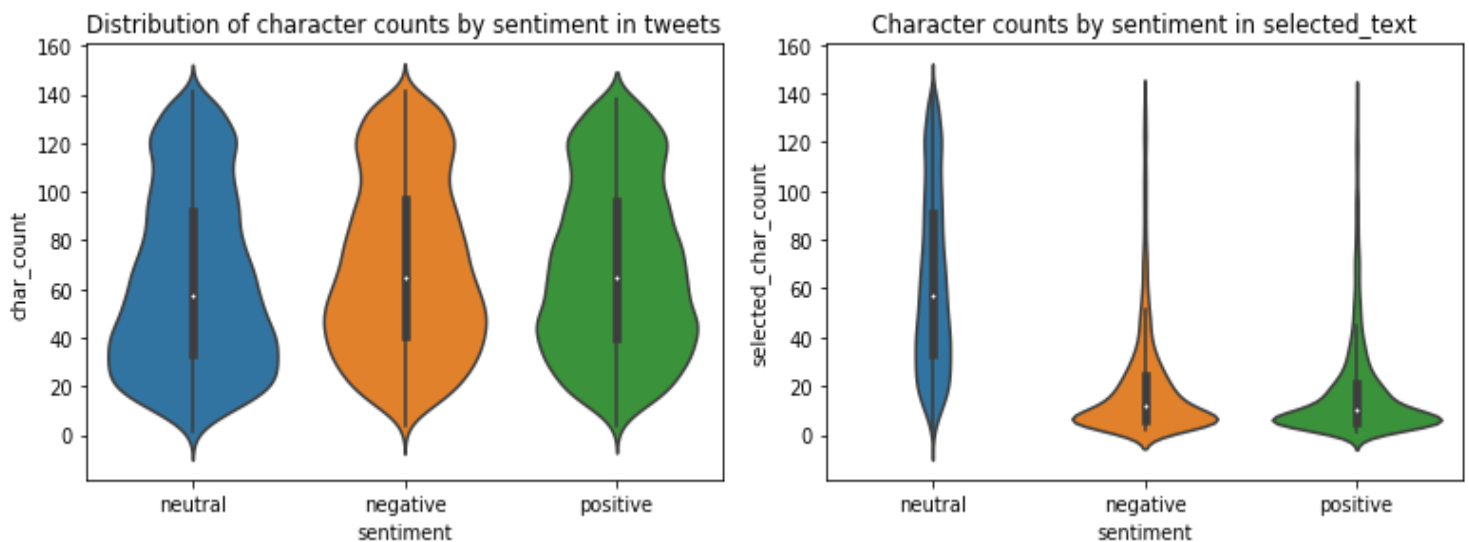 Distribution of character counts by sentiment in tweets
160
140
120
100
80
60
40
20
0
char_count
neutral negative positive
sentiment
Character counts by sentiment in selected_text
160
140
120
100
80
60
40
20
0
selected_char_count
neutral negative positive
sentiment